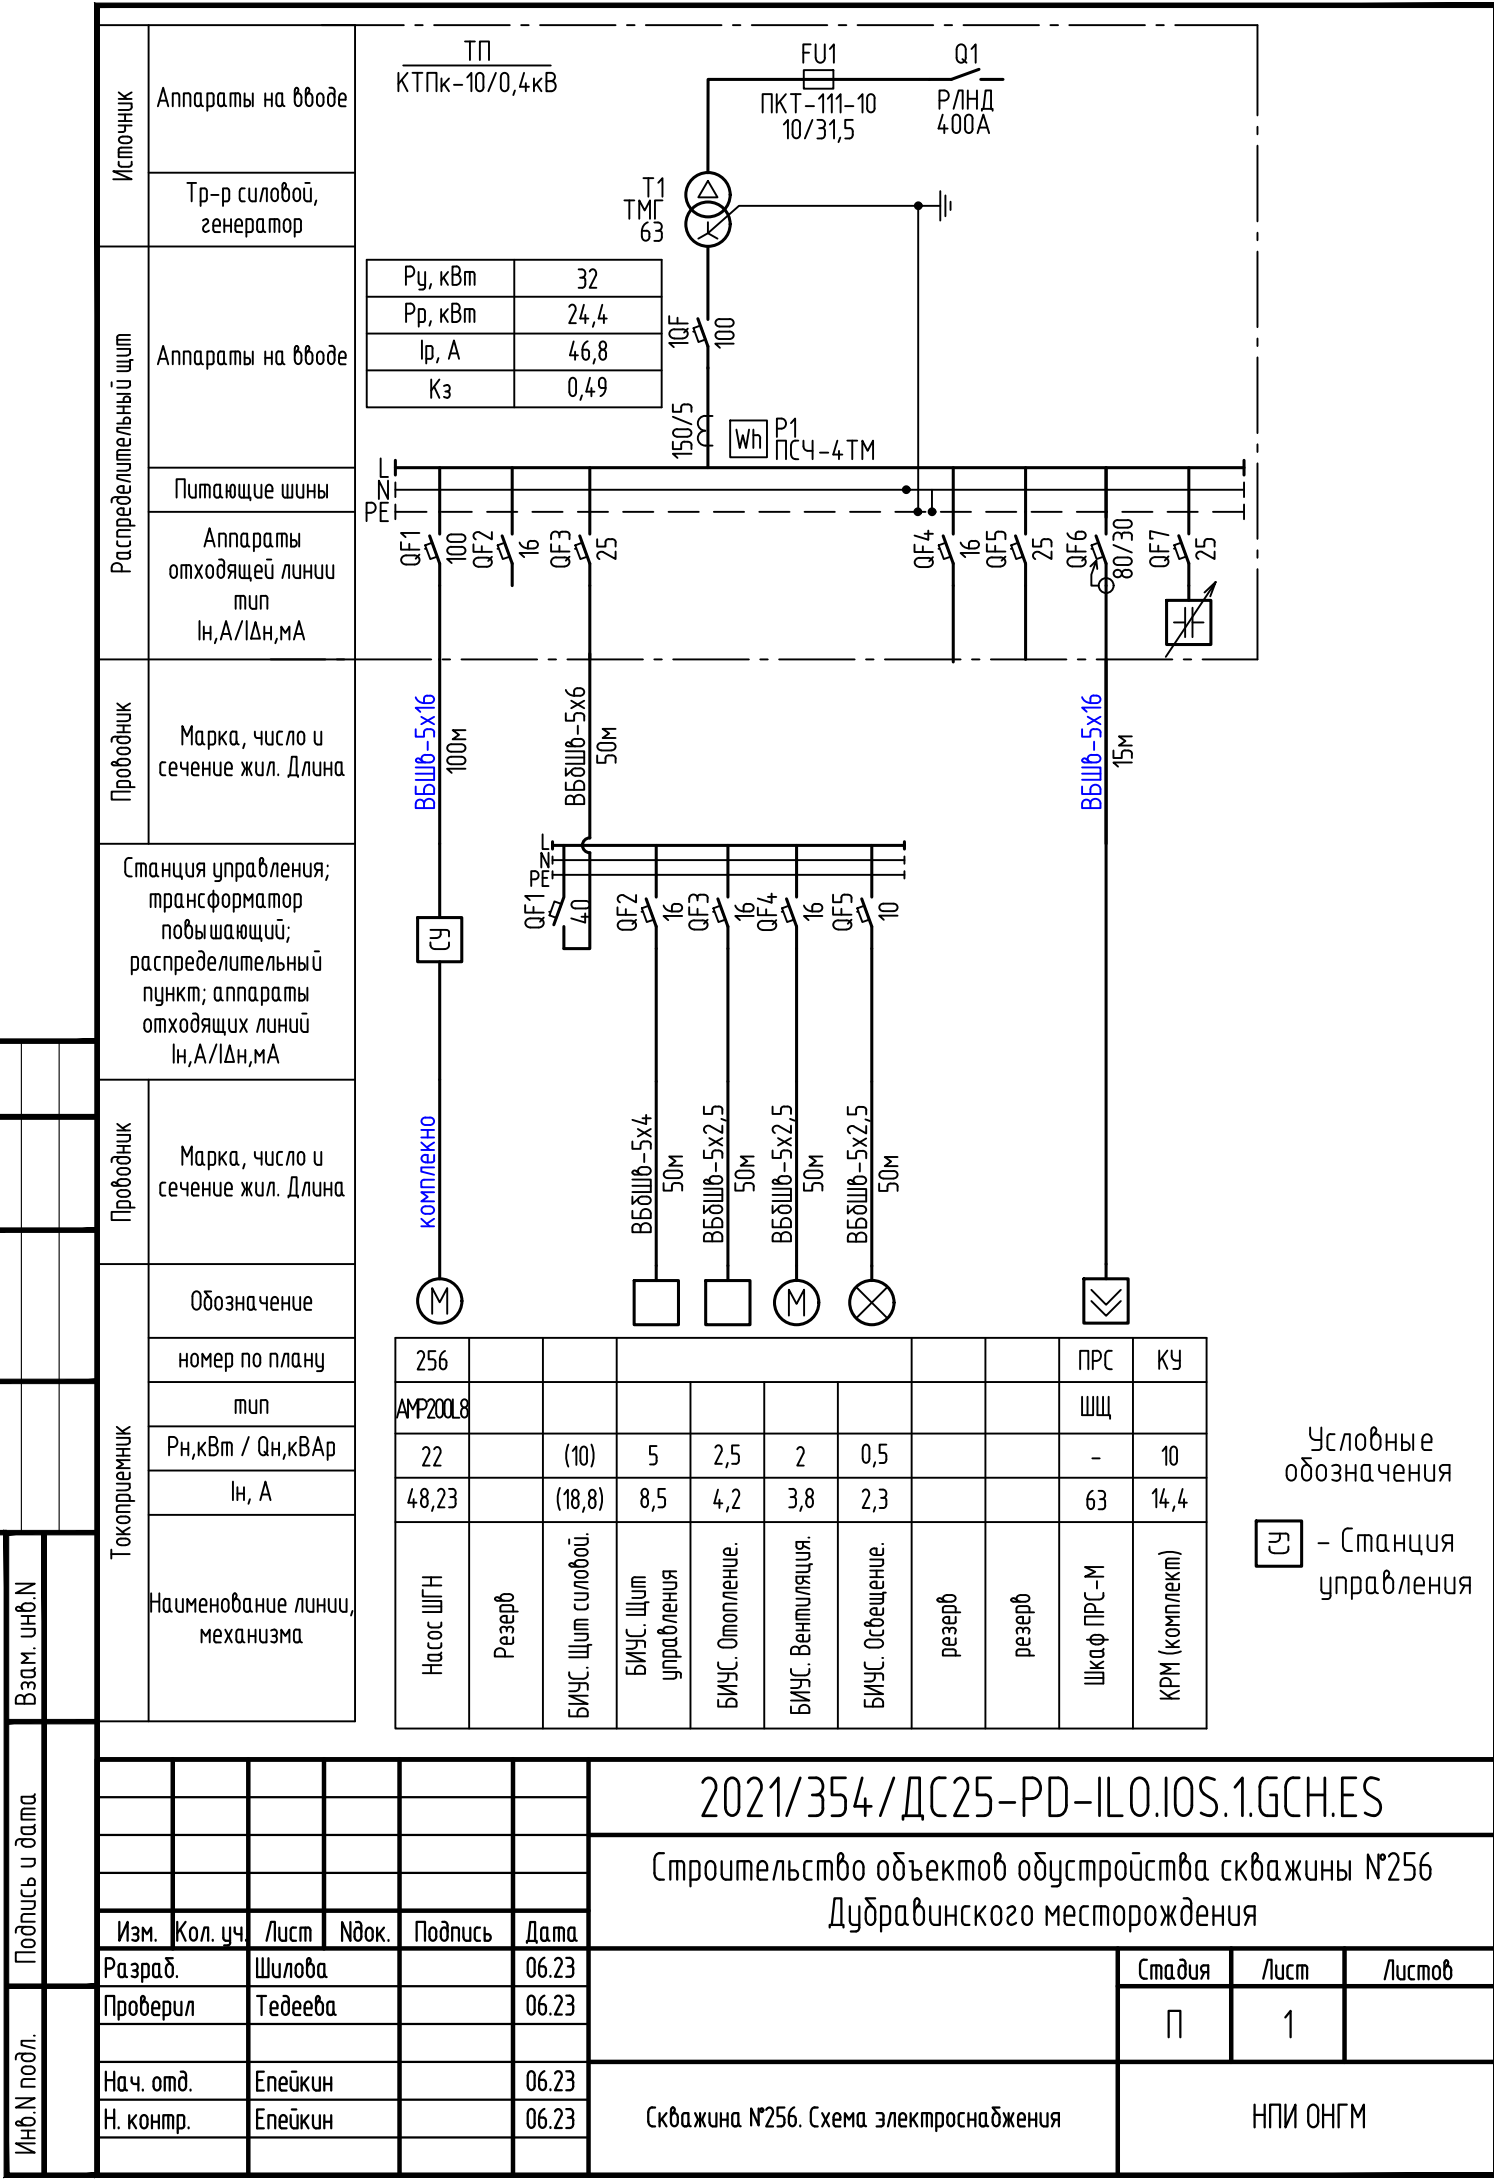 Источник
Аппараты на вводе
Тр-р силовой,
генератор
ТП
КТПк-10/0,4кВ
FU1
ПКТ-111-10
10/31,5
Q1
РЛНД
400А
Т1
ТМГ
63
Распределительный щит
Аппараты на вводе
Ру, кВт
32
Рр, кВт
24,4
Iр, А
46,8
Кз
0,49
1QF
100
150/5
Wh
Р1
ПСЧ-4ТМ
Питающие шины
L
N
PE
Аппараты
отходящей линии
тип
Iн,А/IΔн,мА
QF1
100
QF2
16
QF3
25
QF4
16
QF5
25
QF6
80/30
QF7
25
Проводник
Марка, число и
сечение жил. Длина
ВБШв-5х16
100м
ВБбШв-5х6
50м
ВБШв-5х16
15м
Станция управления;
трансформатор
повышающий;
распределительный
пункт; аппараты
отходящих линий
Iн,А/IΔн,мА
СУ
L
N
PE
QF1
40
QF2
16
QF3
16
QF4
16
QF5
10
Проводник
Марка, число и
сечение жил. Длина
комплекно
ВБбШв-5х4
50м
ВБбШв-5х2,5
50м
ВБбШв-5х2,5
50м
ВБбШв-5х2,5
50м
Токоприемник
Обозначение
М
М
номер по плану
256
ПРС
КУ
тип
АМР200L8
ШЩ
Рн,кВт / Qн,кВАр
22
(10)
5
2,5
2
0,5
-
10
Iн, А
48,23
(18,8)
8,5
4,2
3,8
2,3
63
14,4
Наименование линии,
механизма
Насос ШГН
Резерв
БИУС. Щит силовой.
БИУС. Щит
управления
БИУС. Отопление.
БИУС. Вентиляция.
БИУС. Освещение.
резерв
резерв
Шкаф ПРС-М
КРМ (комплект)
Условные
обозначения
СУ
- Станция
управления
Взам. инв.N
Подпись и дата
Инв.N подл.
2021/354/ДС25-PD-ILO.IOS.1.GCH.ES
Строительство объектов обустройства скважины №256
Дубравинского месторождения
Изм.
Кол. уч.
Лист
Nдок.
Подпись
Дата
Разраб.
Шилова
06.23
Проверил
Тедеева
06.23
Нач. отд.
Епейкин
06.23
Н. контр.
Епейкин
06.23
Стадия
Лист
Листов
П
1
Скважина №256. Схема электроснабжения
НПИ ОНГМ